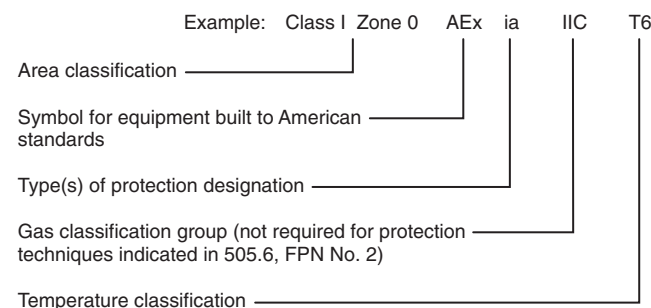 Example: Class I Zone 0 AEx ia IIC T6
Area classification
Symbol for equipment built to American
standards
Type(s) of protection designation
Gas classification group (not required for protection
techniques indicated in 505.6, FPN No. 2)
Temperature classification